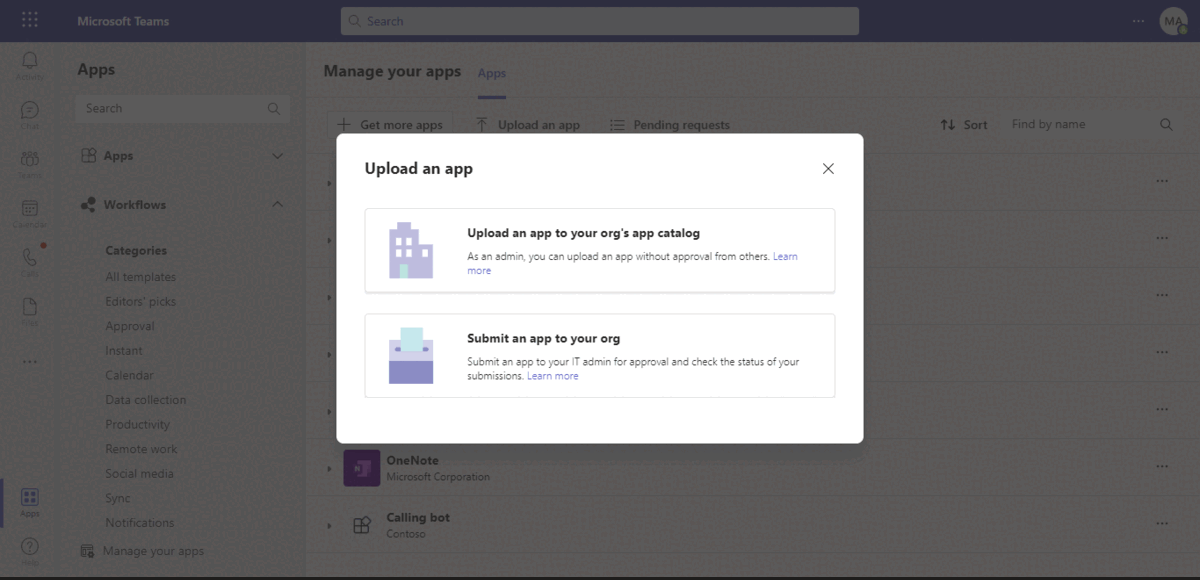 Microsoft Teams
Search
MA
Activity
Chat
Teams
Calendar
Calls
Files
Apps
Help
Apps
Search
Apps
Workflows
Categories
All templates
Editors' picks
Approval
Instant
Calendar
Data collection
Productivity
Remote work
Social media
Sync
Notifications
Manage your apps
Manage your apps
Apps
Get more apps
Upload an app
Pending requests
Sort
Find by name
Upload an app
Upload an app to your org's app catalog
As an admin, you can upload an app without approval from others. Learn
more
Submit an app to your org
Submit an app to your IT admin for approval and check the status of your
submissions. Learn more
N
OneNote
Microsoft Corporation
Calling bot
Contoso